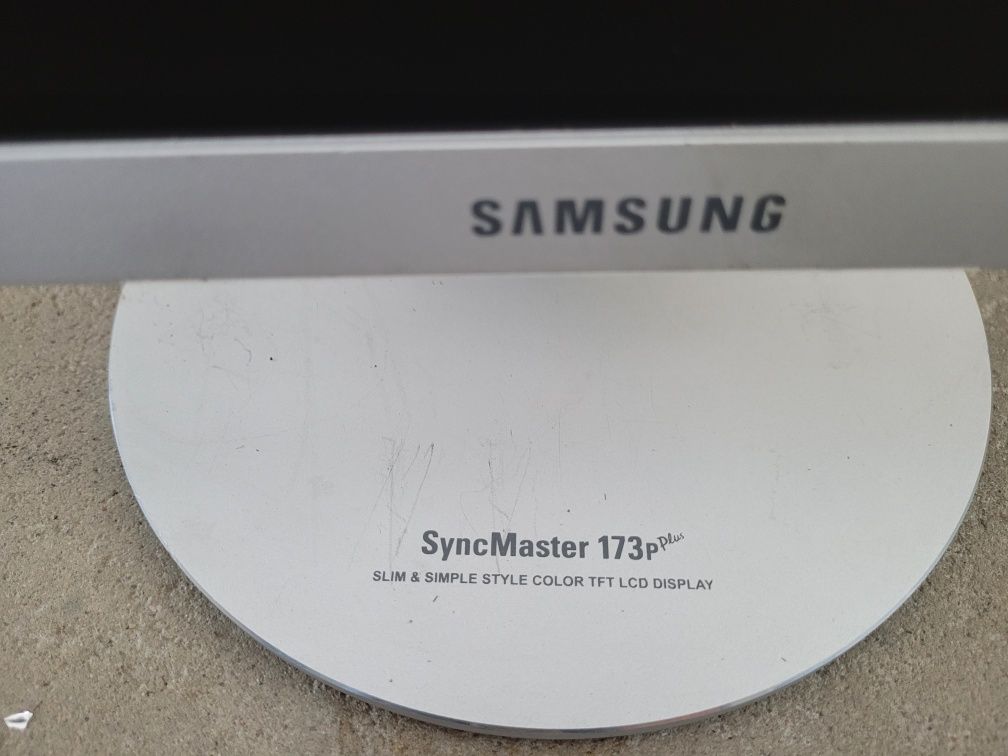 SAMSUNG
SyncMaster 173P Plus
SLIM & SIMPLE STYLE COLOR TFT LCD DISPLAY